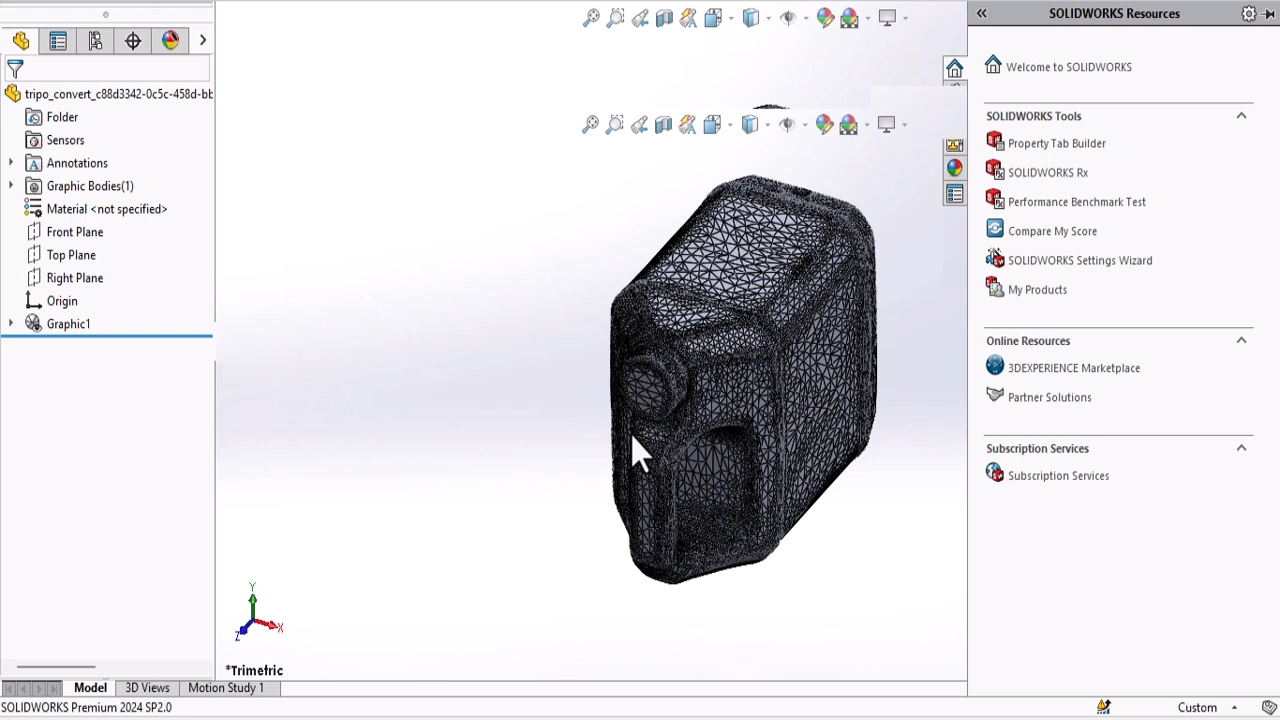 tripo_convert_c88d3342-0c5c-458d-bb
Folder
Sensors
Annotations
Graphic Bodies(1)
Material <not specified>
Front Plane
Top Plane
Right Plane
Origin
Graphic1
Y
X
Z
*Trimetric
Model
3D Views
Motion Study 1
SOLIDWORKS Premium 2024 SP2.0
Custom
SOLIDWORKS Resources
Welcome to SOLIDWORKS
SOLIDWORKS Tools
Property Tab Builder
SOLIDWORKS Rx
Performance Benchmark Test
Compare My Score
SOLIDWORKS Settings Wizard
My Products
Online Resources
3DEXPERIENCE Marketplace
Partner Solutions
Subscription Services
Subscription Services